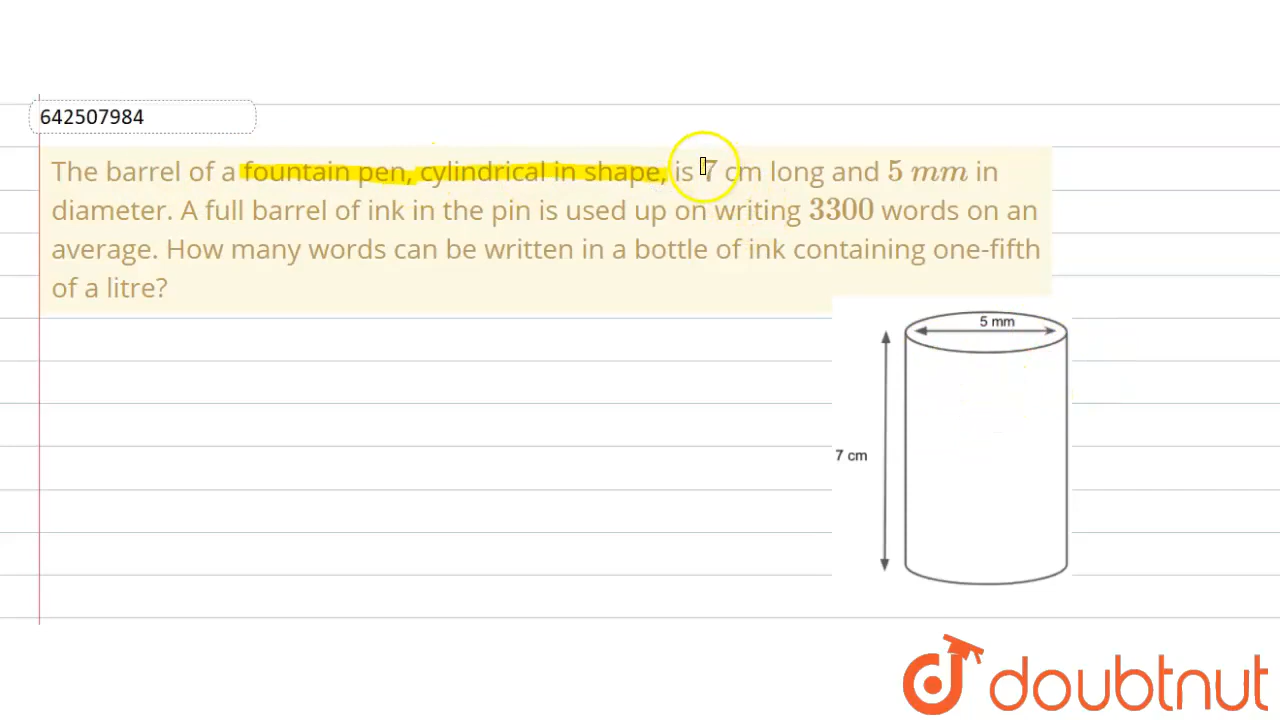 642507984
The barrel of a fountain pen, cylindrical in shape, is 7 cm long and 5 mm in
diameter. A full barrel of ink in the pin is used up on writing 3300 words on an
average. How many words can be written in a bottle of ink containing one-fifth
of a litre?
5 mm
7 cm
doubtnut